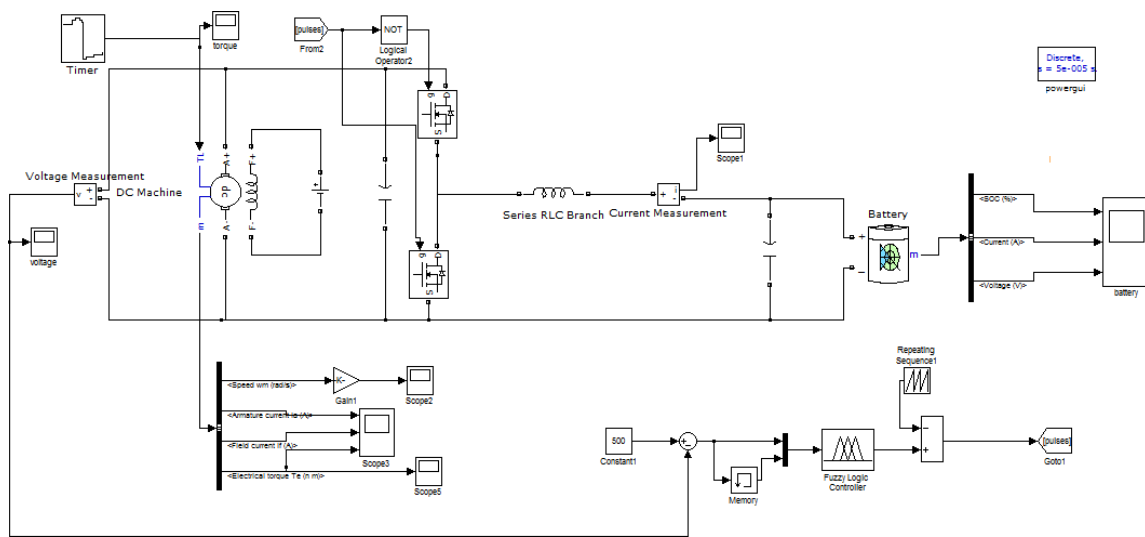 Timer
torque
[pulses]
From2
NOT
Logical
Operator2
Discrete,
s = 5e-005 s.
powergui
g
D
S
Scope1
Voltage Measurement
v
+
-
DC Machine
TL
m
A+
A-
dc
F+
F-
+
Series RLC Branch
+
-
i
Current Measurement
Battery
+
−
m
<SOC (%)>
<Current (A)>
<Voltage (V)>
battery
voltage
g
D
S
<Speed wm (rad/s)>
-K-
Gain1
Scope2
<Armature current ia (A)>
<Field current if (A)>
Scope3
<Electrical torque Te (n m)>
Scope5
500
Constant1
+
−
Memory
Fuzzy Logic
Controller
Repeating
Sequence1
−
+
[pulses]
Goto1